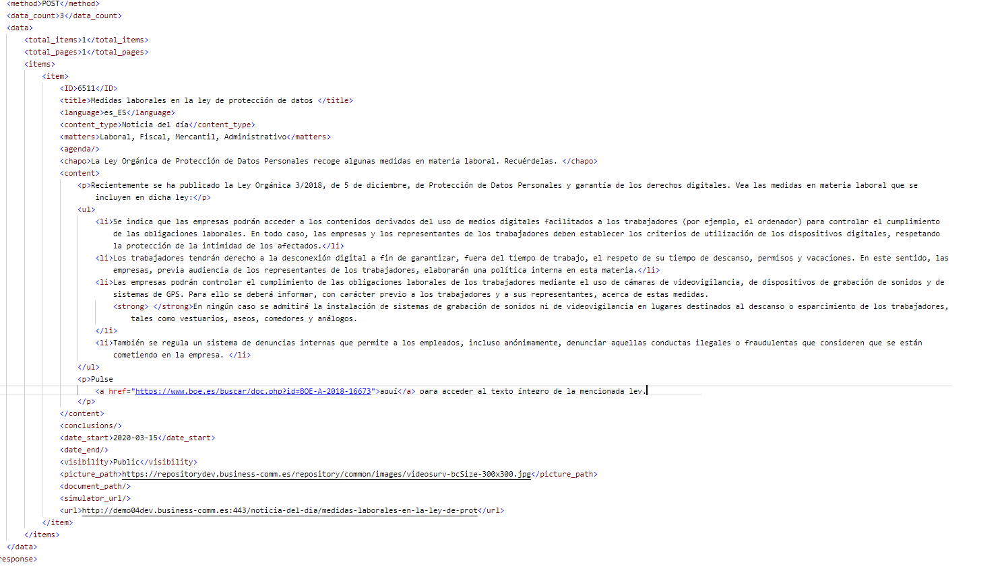 <method>POST</method>
<data_count>3</data_count>
<data>
<total_items>1</total_items>
<total_pages>1</total_pages>
<items>
<item>
<ID>6511</ID>
<title>Medidas laborales en la ley de protección de datos </title>
<language>es_ES</language>
<content_type>Noticia del día</content_type>
<matters>Laboral, Fiscal, Mercantil, Administrativo</matters>
<agenda/>
<chapo>La Ley Orgánica de Protección de Datos Personales recoge algunas medidas en materia laboral. Recuérdelas. </chapo>
<content>
<p>Recientemente se ha publicado la Ley Orgánica 3/2018, de 5 de diciembre, de Protección de Datos Personales y garantía de los derechos digitales. Vea las medidas en materia laboral que se
incluyen en dicha ley:</p>
<ul>
<li>Se indica que las empresas podrán acceder a los contenidos derivados del uso de medios digitales facilitados a los trabajadores (por ejemplo, el ordenador) para controlar el cumplimiento
de las obligaciones laborales. En todo caso, las empresas y los representantes de los trabajadores deben establecer los criterios de utilización de los dispositivos digitales, respetando
la protección de la intimidad de los afectados.</li>
<li>Los trabajadores tendrán derecho a la desconexión digital a fin de garantizar, fuera del tiempo de trabajo, el respeto de su tiempo de descanso, permisos y vacaciones. En este sentido, las
empresas, previa audiencia de los representantes de los trabajadores, elaborarán una política interna en esta materia.</li>
<li>Las empresas podrán controlar el cumplimiento de las obligaciones laborales de los trabajadores mediante el uso de cámaras de videovigilancia, de dispositivos de grabación de sonidos y de
sistemas de GPS. Para ello se deberá informar, con carácter previo a los trabajadores y a sus representantes, acerca de estas medidas.
<strong> </strong>En ningún caso se admitirá la instalación de sistemas de grabación de sonidos ni de videovigilancia en lugares destinados al descanso o esparcimiento de los trabajadores,
tales como vestuarios, aseos, comedores y análogos.
</li>
<li>También se regula un sistema de denuncias internas que permite a los empleados, incluso anónimamente, denunciar aquellas conductas ilegales o fraudulentas que consideren que se están
cometiendo en la empresa. </li>
</ul>
<p>Pulse
<a href="https://www.boe.es/buscar/doc.php?id=BOE-A-2018-16673">aquí</a> para acceder al texto íntegro de la mencionada ley.
</p>
</content>
<conclusions/>
<date_start>2020-03-15</date_start>
<date_end/>
<visibility>Public</visibility>
<picture_path>https://repositorydev.business-comm.es/repository/common/images/videosurv-bcSize-300x300.jpg</picture_path>
<document_path/>
<simulator_url/>
<url>http://demo04dev.business-comm.es:443/noticia-del-dia/medidas-laborales-en-la-ley-de-prot</url>
</item>
</items>
</data>
response>